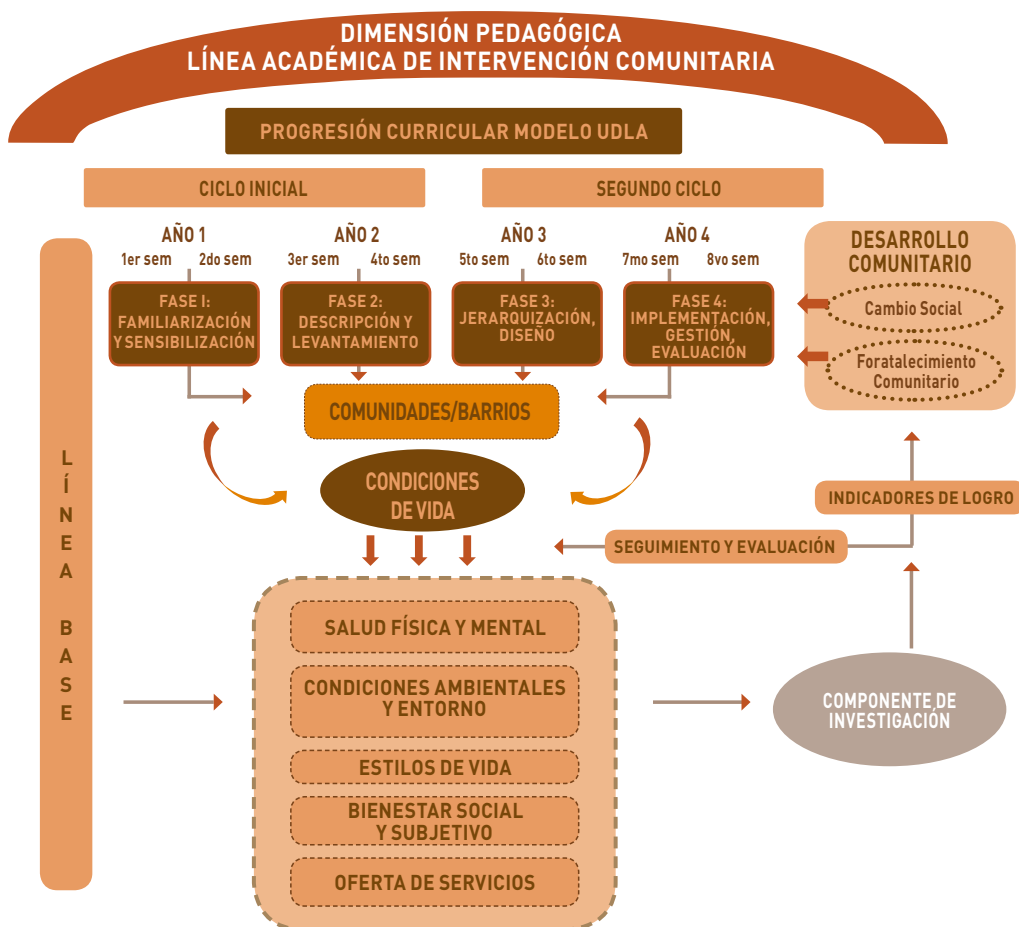 DIMENSIÓN PEDAGÓGICA
LÍNEA ACADÉMICA DE INTERVENCIÓN COMUNITARIA
PROGRESIÓN CURRICULAR MODELO UDLA
CICLO INICIAL
SEGUNDO CICLO
AÑO 1
1er sem
2do sem
AÑO 2
3er sem
4to sem
AÑO 3
5to sem
6to sem
AÑO 4
7mo sem
8vo sem
FASE I:
FAMILIARIZACIÓN
Y SENSIBILIZACIÓN
FASE 2:
DESCRIPCIÓN Y
LEVANTAMIENTO
FASE 3:
JERARQUIZACIÓN,
DISEÑO
FASE 4:
IMPLEMENTACIÓN,
GESTIÓN,
EVALUACIÓN
DESARROLLO
COMUNITARIO
Cambio Social
Foratalecimiento
Comunitario
COMUNIDADES/BARRIOS
CONDICIONES
DE VIDA
INDICADORES DE LOGRO
SEGUIMIENTO Y EVALUACIÓN
LÍNEA BASE
SALUD FÍSICA Y MENTAL
CONDICIONES AMBIENTALES
Y ENTORNO
ESTILOS DE VIDA
BIENESTAR SOCIAL
Y SUBJETIVO
OFERTA DE SERVICIOS
COMPONENTE DE
INVESTIGACIÓN